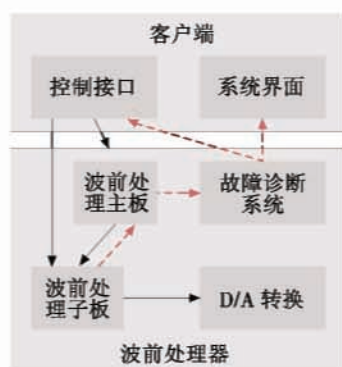 客户端
控制接口
系统界面
波前处
理主板
故障诊断
系统
波前处
理子板
D/A 转换
波前处理器